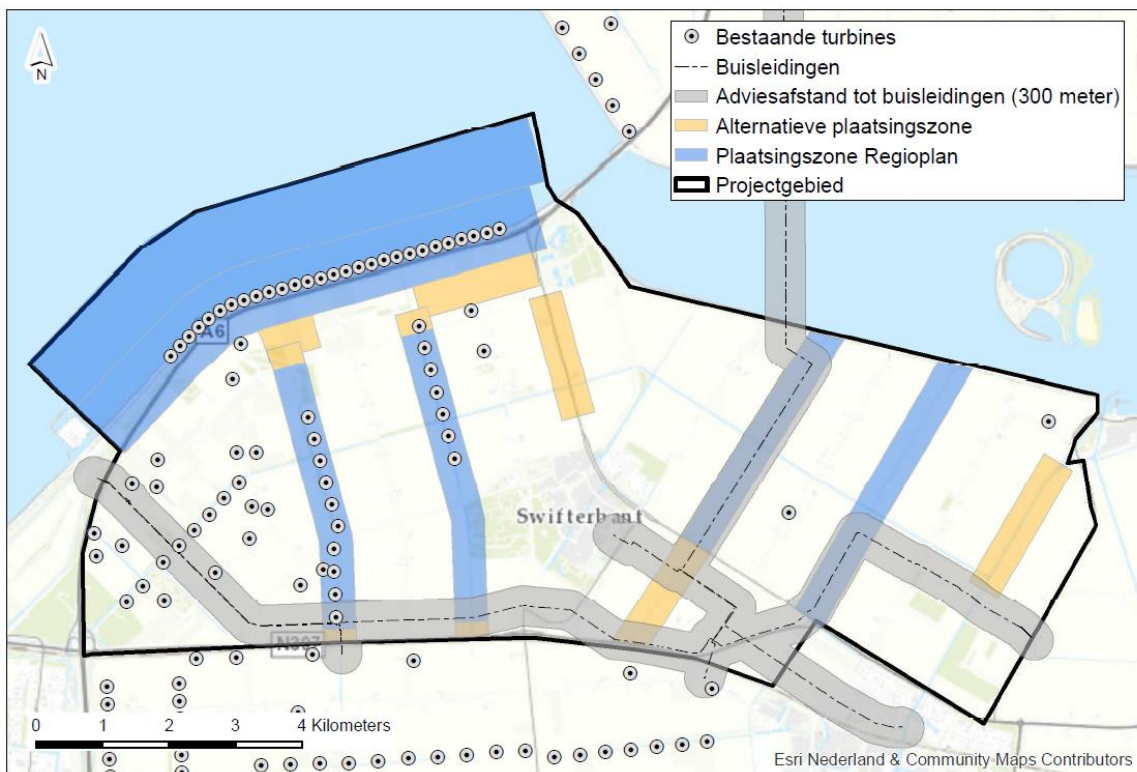 N
Bestaande turbines
Buisleidingen
Adviesafstand tot buisleidingen (300 meter)
Alternatieve plaatsingszone
Plaatsingszone Regioplan
Projectgebied
A6
Swifterbant
N307
0 1 2 3 4 Kilometers
Esri Nederland & Community Maps Contributors